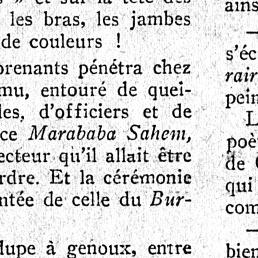 " et sur la tête des
les bras, les jambes
de couleurs !
prenants pénétra chez
mu, entouré de quel-
les, d'officiers et de
ce Marababa Sahem,
ecteur qu'il allait être
rdre. Et la cérémonie
ntée de celle du Bur-
dupe à genoux, entre
ains
s'éc
rair
pein
L
poè
de C
qui
com
bien